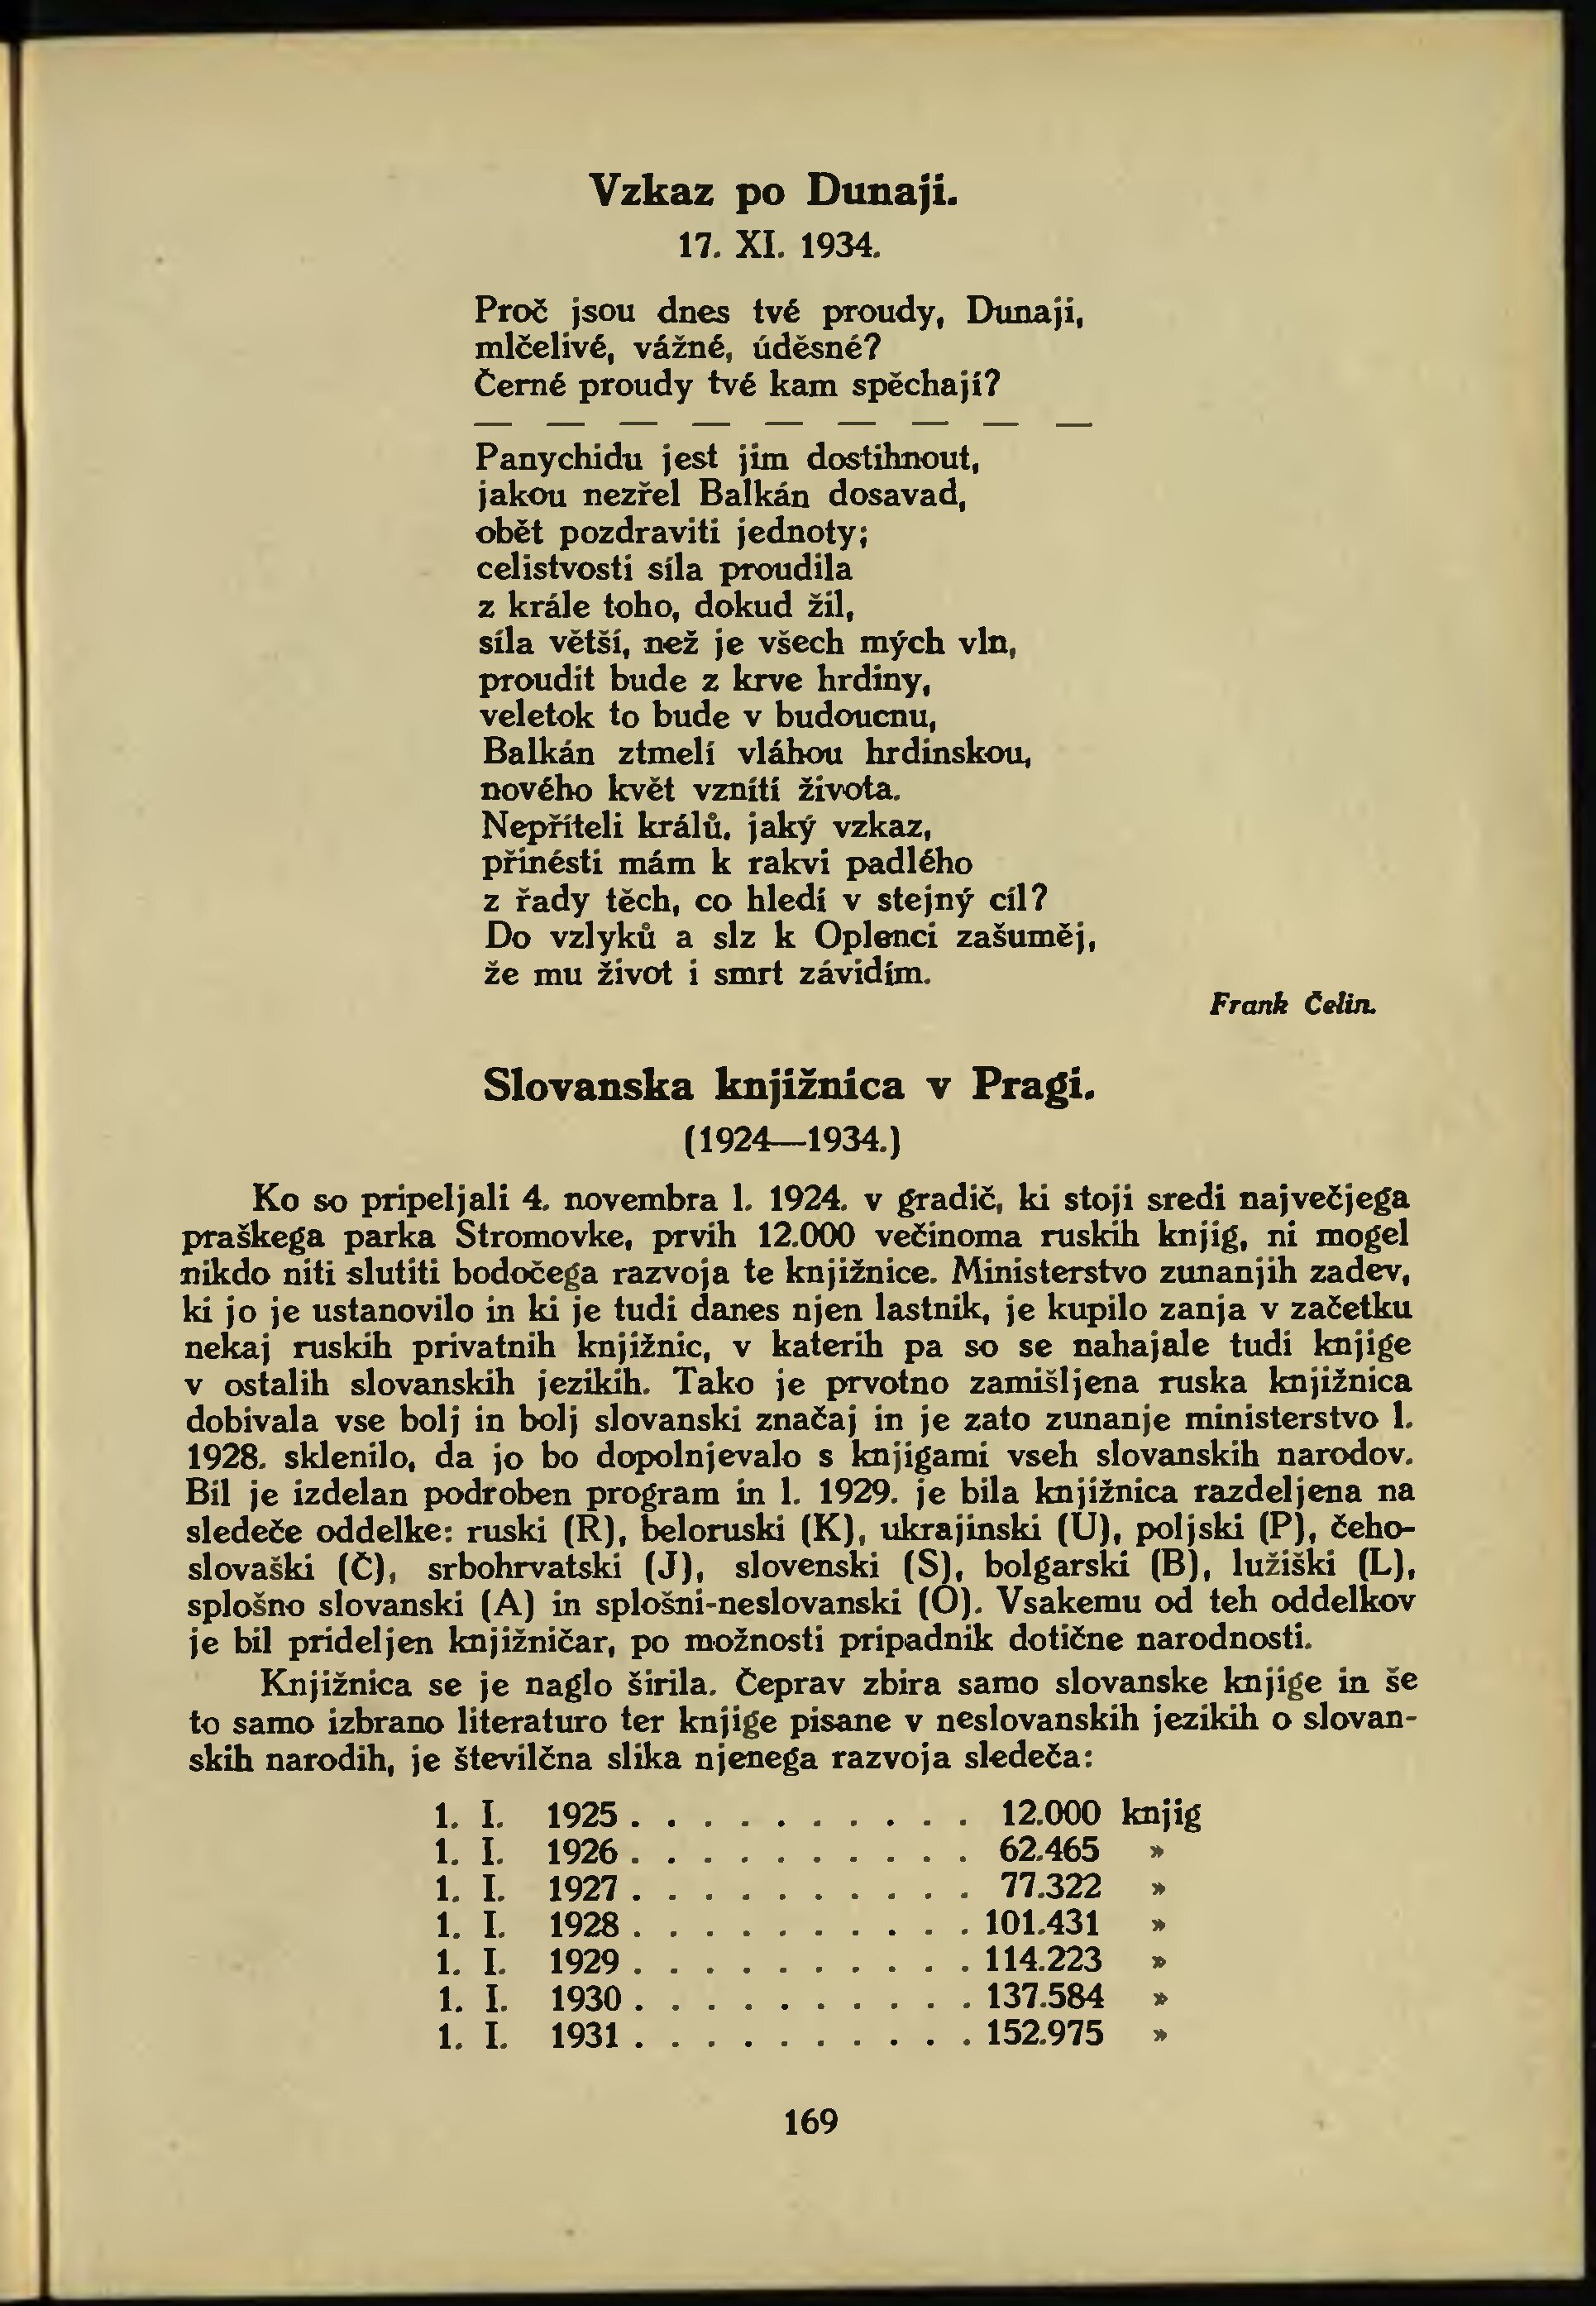 Vzkaz po Dunaji.
17. XI. 1934.
Proč jsou dnes tvé proudy, Dunaji,
mlčelivé, vážné, úděsné?
Černé proudy tvé kam spěchají?
— — — — — — — — —
Panychidu jest jim dostihnout,
jakou nezřel Balkán dosavad,
obět pozdraviti jednoty;
celistvosti síla proudila
z krále toho, dokud žil,
síla větší, než je všech mých vln,
proudit bude z krve hrdiny,
veletok to bude v budoucnu,
Balkán ztmelí vláhou hrdinskou,
nového květ vznítí života.
Nepříteli králů, jaký vzkaz,
přinésti mám k rakvi padlého
z řady těch, co hledí v stejný cíl?
Do vzlyků a slz k Oplenci zašuměj,
že mu život i smrt závidím.
Frank Čelin.
Slovanska knjižnica v Pragi.
(1924—1934.)
Ko so pripeljali 4. novembra l. 1924. v gradič, ki stoji sredi največjega
praškega parka Stromovke, prvih 12.000 večinoma ruskih knjig, ni mogel
nikdo niti slutiti bodočega razvoja te knjižnice. Ministerstvo zunanjih zadev,
ki jo je ustanovilo in ki je tudi danes njen lastnik, je kupilo zanja v začetku
nekaj ruskih privatnih knjižnic, v katerih pa so se nahajale tudi knjige
v ostalih slovanskih jezikih. Tako je prvotno zamišljena ruska knjižnica
dobivala vse bolj in bolj slovanski značaj in je zato zunanje ministerstvo l.
1928. sklenilo, da jo bo dopolnjevalo s knjigami vseh slovanskih narodov.
Bil je izdelan podroben program in l. 1929. je bila knjižnica razdeljena na
sledeče oddelke: ruski (R), beloruski (K), ukrajinski (U), poljski (P), čeho-
slovaški (Č), srbohrvatski (J), slovenski (S), bolgarski (B), lužiški (L),
splošno slovanski (A) in splošni-neslovanski (O). Vsakemu od teh oddelkov
je bil prideljen knjižničar, po možnosti pripadnik dotične narodnosti.
Knjižnica se je naglo širila. Čeprav zbira samo slovanske knjige in še
to samo izbrano literaturo ter knjige pisane v neslovanskih jezikih o slovan-
skih narodih, je številčna slika njenega razvoja sledeča:
1. I. 1925 . . . . . . . . . . 12.000 knjig
1. I. 1926 . . . . . . . . . . 62.465 »
1. I. 1927 . . . . . . . . . . 77.322 »
1. I. 1928 . . . . . . . . . . 101.431 »
1. I. 1929 . . . . . . . . . . 114.223 »
1. I. 1930 . . . . . . . . . . 137.584 »
1. I. 1931 . . . . . . . . . . 152.975 »
169